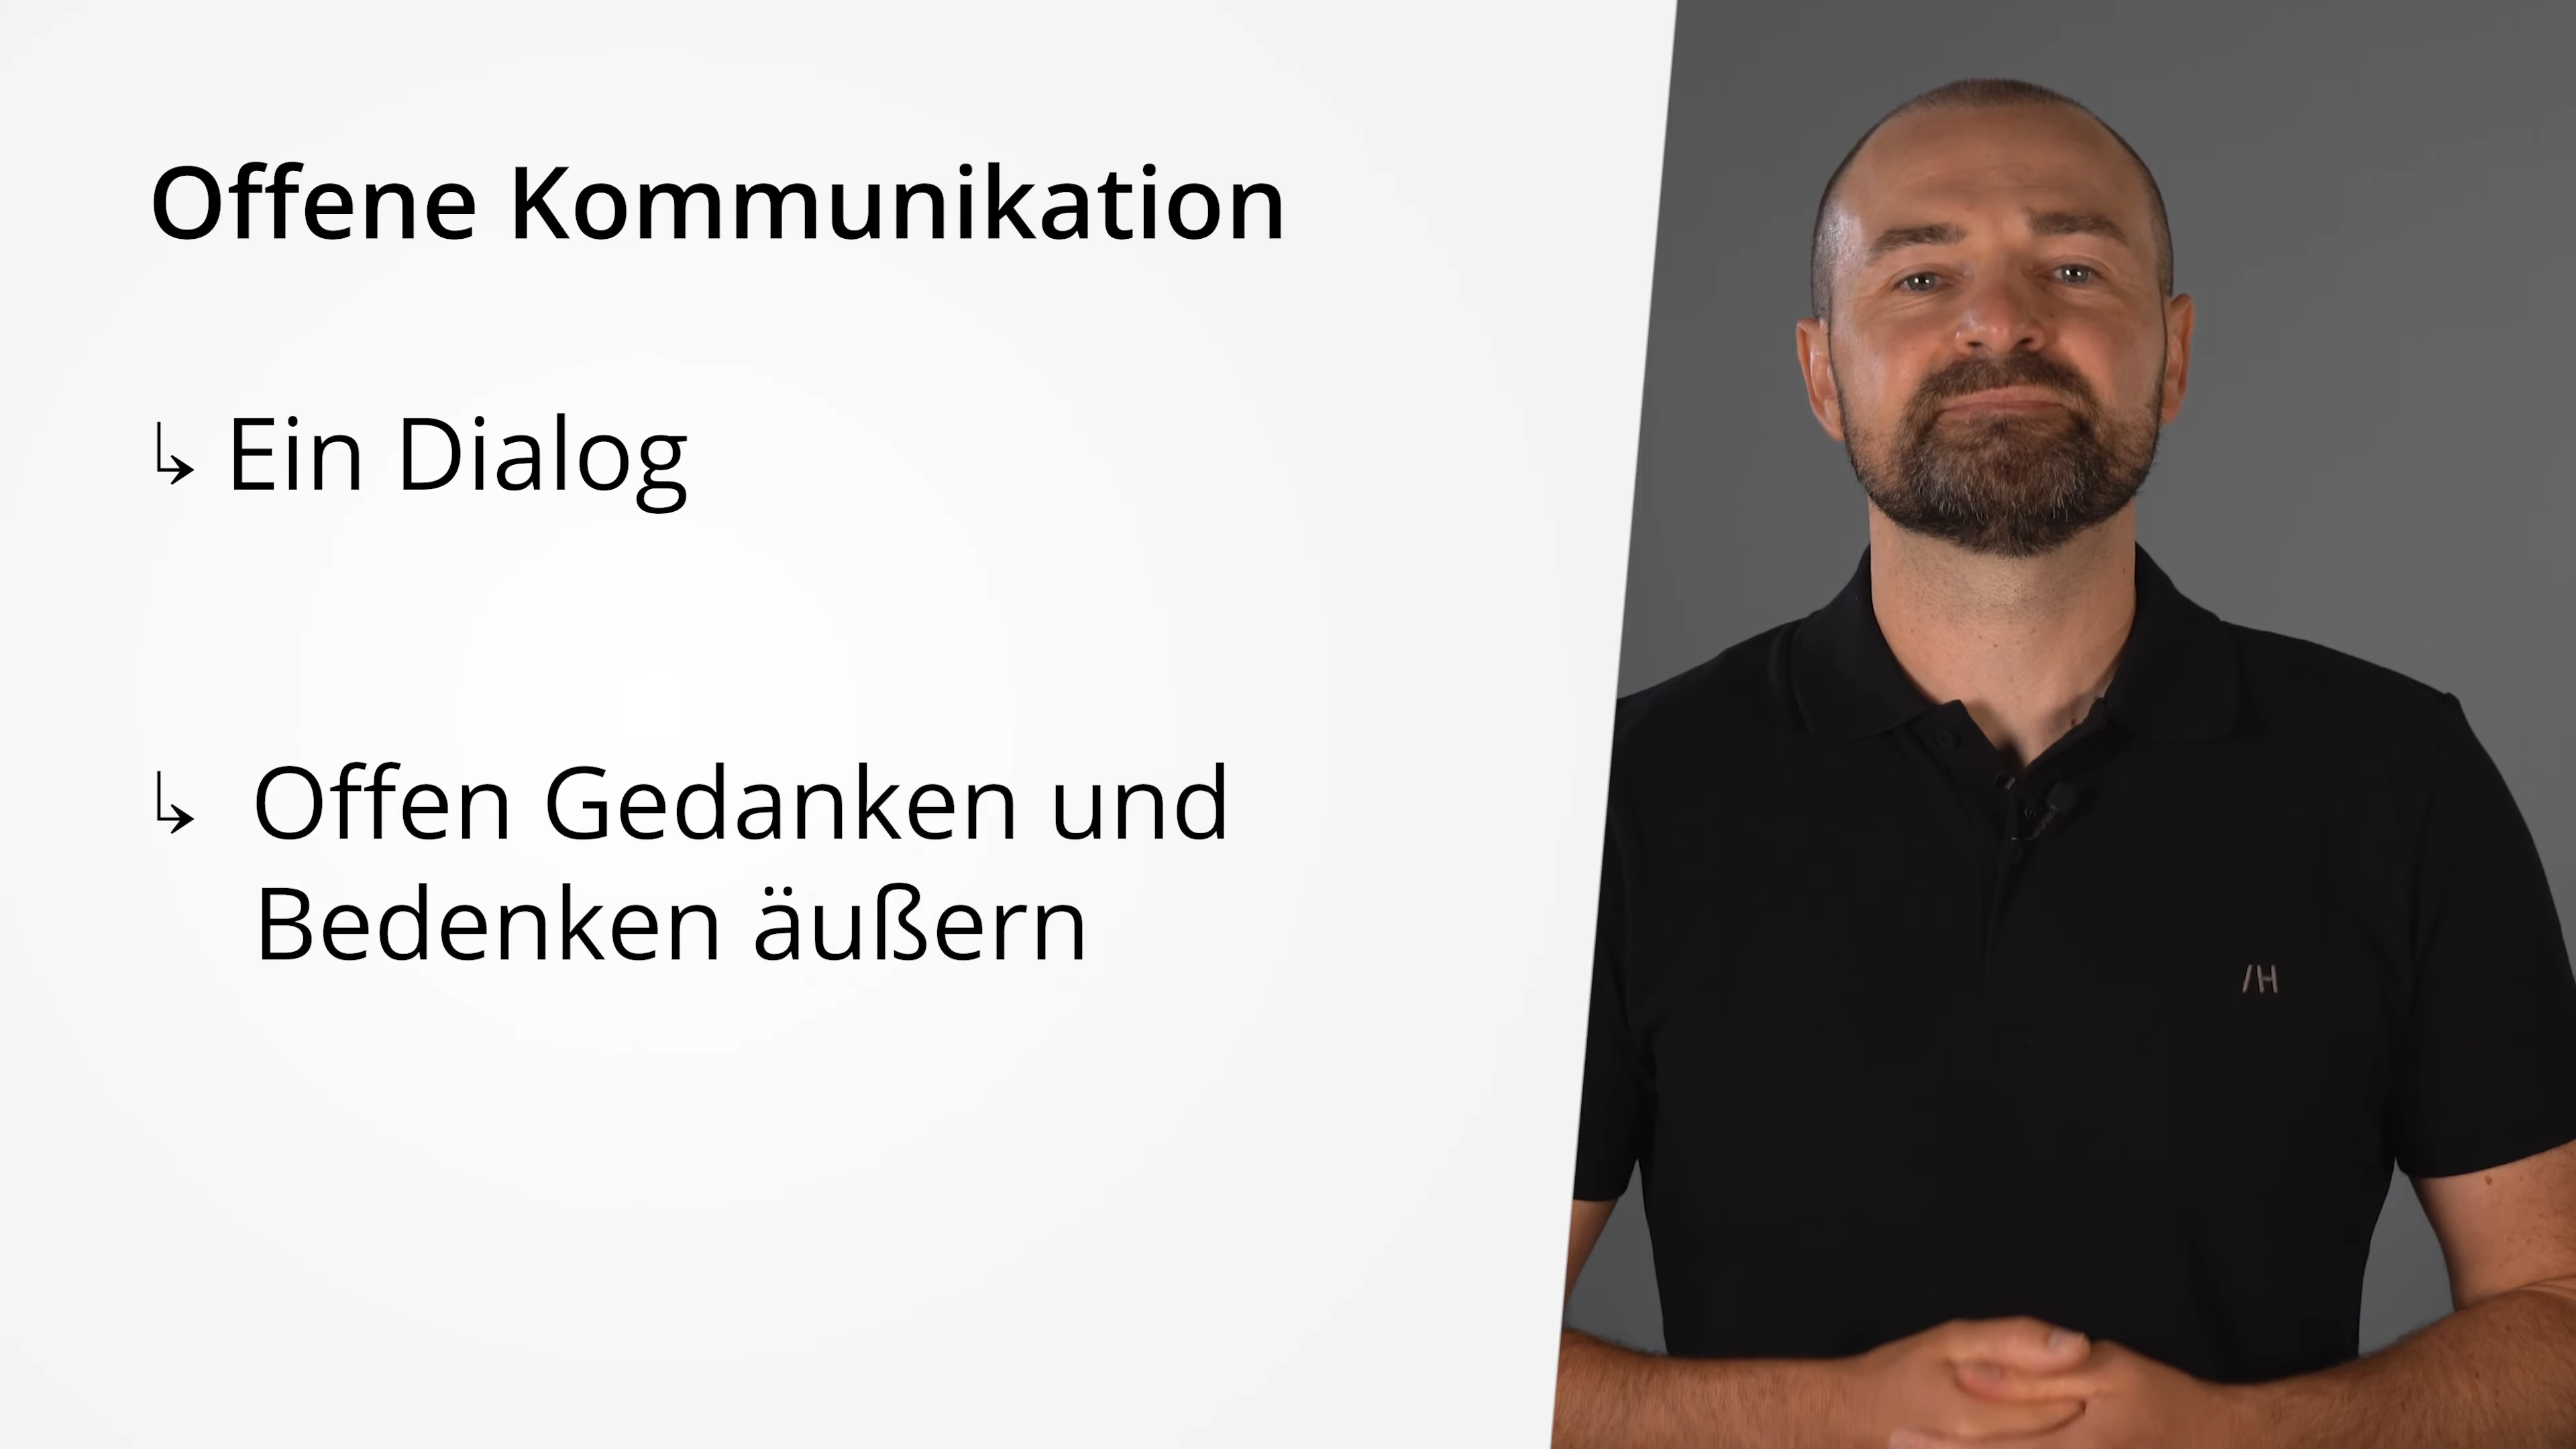 Offene Kommunikation
↳ Ein Dialog
↳ Offen Gedanken und
Bedenken äußern
/H